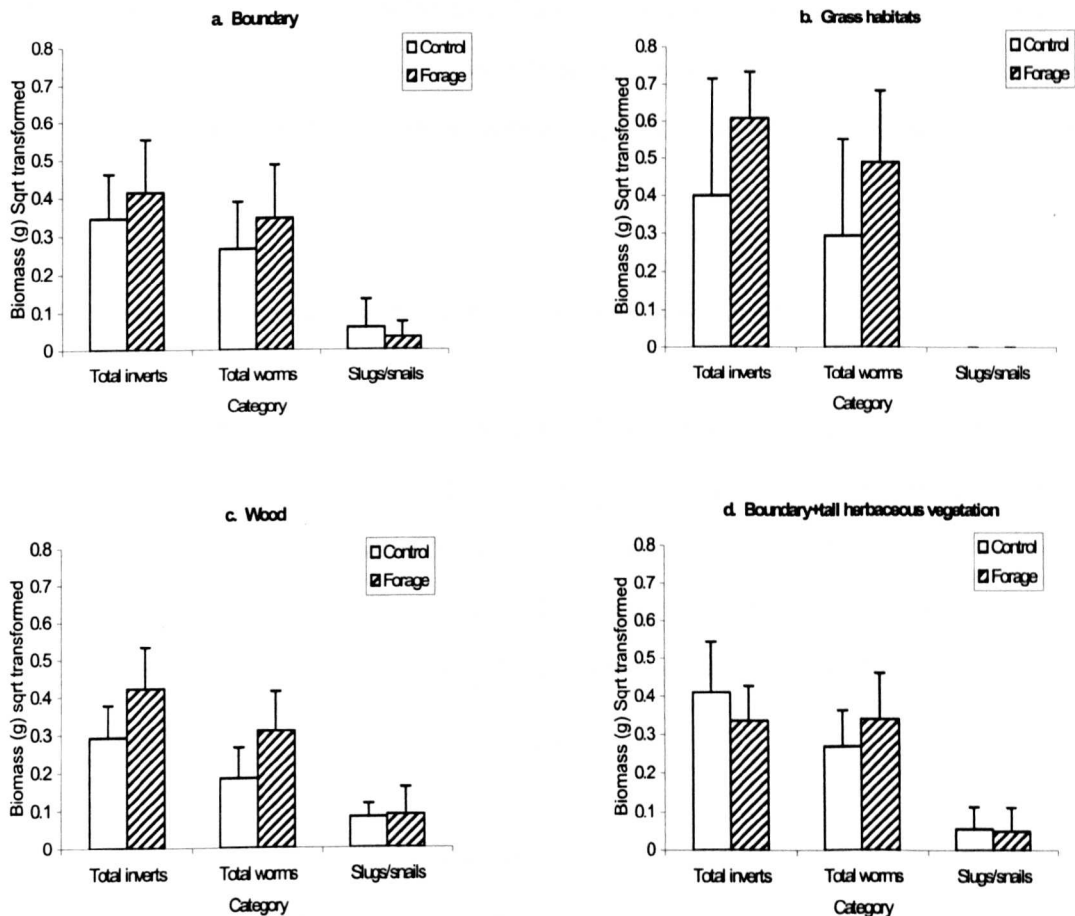 a. Boundary
Control
Forage
Biomass (g) Sqrt transformed
0.8
0.7
0.6
0.5
0.4
0.3
0.2
0.1
0
Total inverts Total worms Slugs/snails
Category
b. Grass habitats
Control
Forage
Biomass (g) Sqrt transformed
0.8
0.7
0.6
0.5
0.4
0.3
0.2
0.1
0
Total inverts Total worms Slugs/snails
Category
c. Wood
Control
Forage
Biomass (g) sqrt transformed
0.8
0.7
0.6
0.5
0.4
0.3
0.2
0.1
0
Total inverts Total worms Slugs/snails
Category
d. Boundary+tall herbaceous vegetation
Control
Forage
Biomass (g) Sqrt transformed
0.8
0.7
0.6
0.5
0.4
0.3
0.2
0.1
0
Total inverts Total worms Slugs/snails
Category